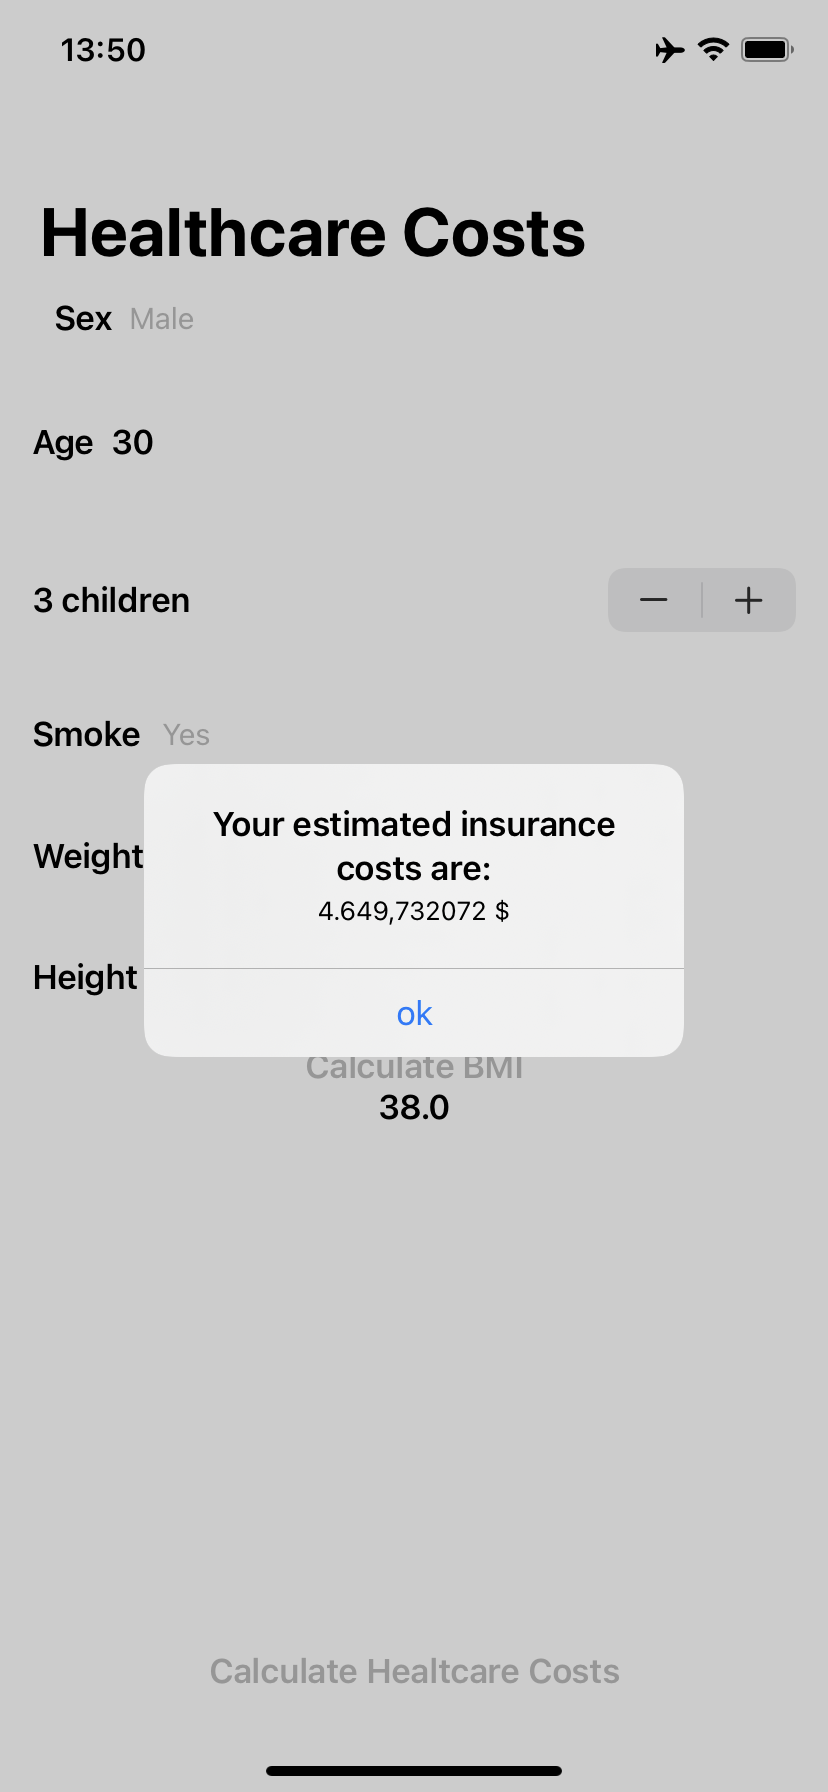 13:50
Healthcare Costs
Sex Male
Age 30
3 children
Smoke Yes
Weight
Your estimated insurance
costs are:
4.649,732072 $
Height
ok
Calculate BMI
38.0
Calculate Healtcare Costs